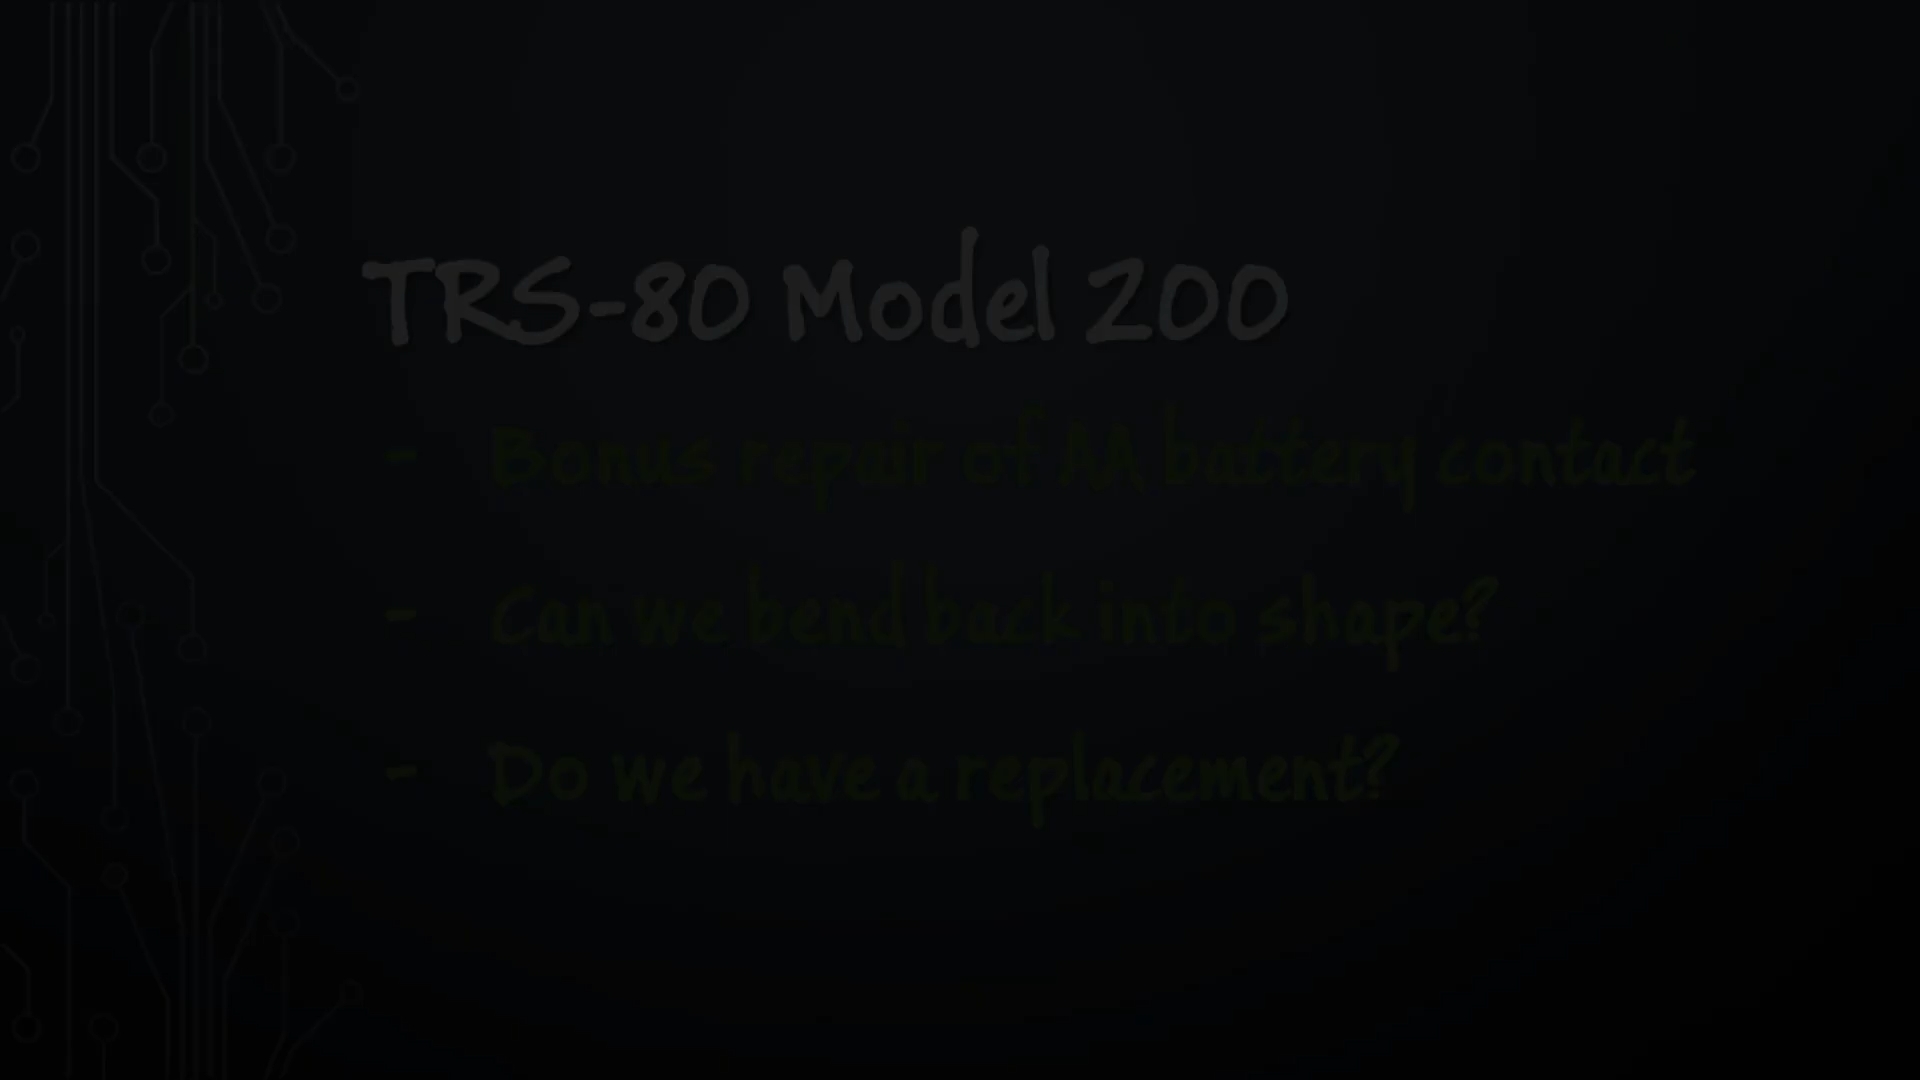 TRS-80 Model 200
- Bonus repair of AA battery contact
- Can we bend back into shape?
- Do we have a replacement?